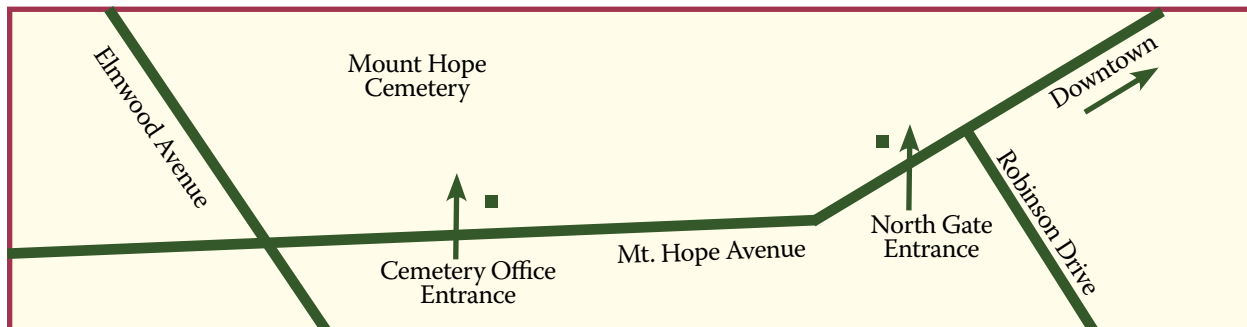 Elmwood Avenue
Mount Hope
Cemetery
Downtown
Robinson Drive
North Gate
Entrance
Mt. Hope Avenue
Cemetery Office
Entrance